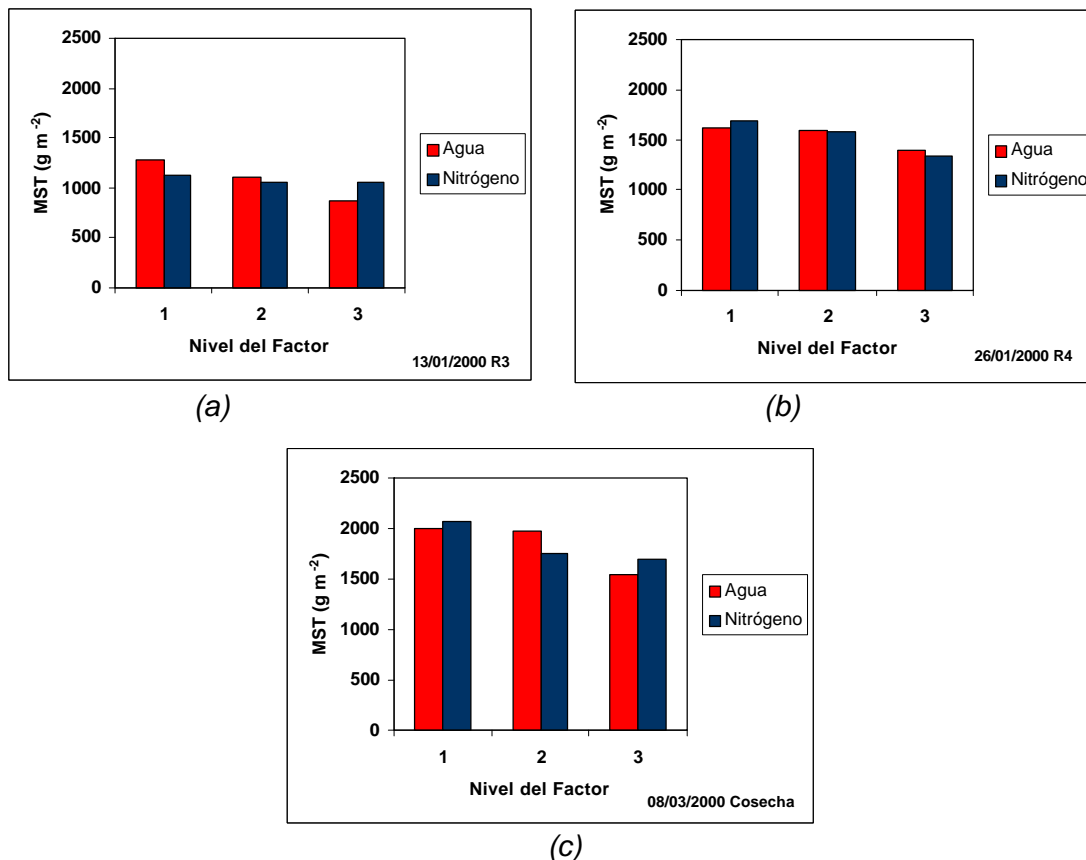 2500
2000
1500
1000
500
0
MST (g m -2)
1 2 3
Nivel del Factor
Agua
Nitrógeno
13/01/2000 R3
(a)
2500
2000
1500
1000
500
0
MST (g m -2)
1 2 3
Nivel del Factor
Agua
Nitrógeno
26/01/2000 R4
(b)
2500
2000
1500
1000
500
0
MST (g m -2)
1 2 3
Nivel del Factor
Agua
Nitrógeno
08/03/2000 Cosecha
(c)